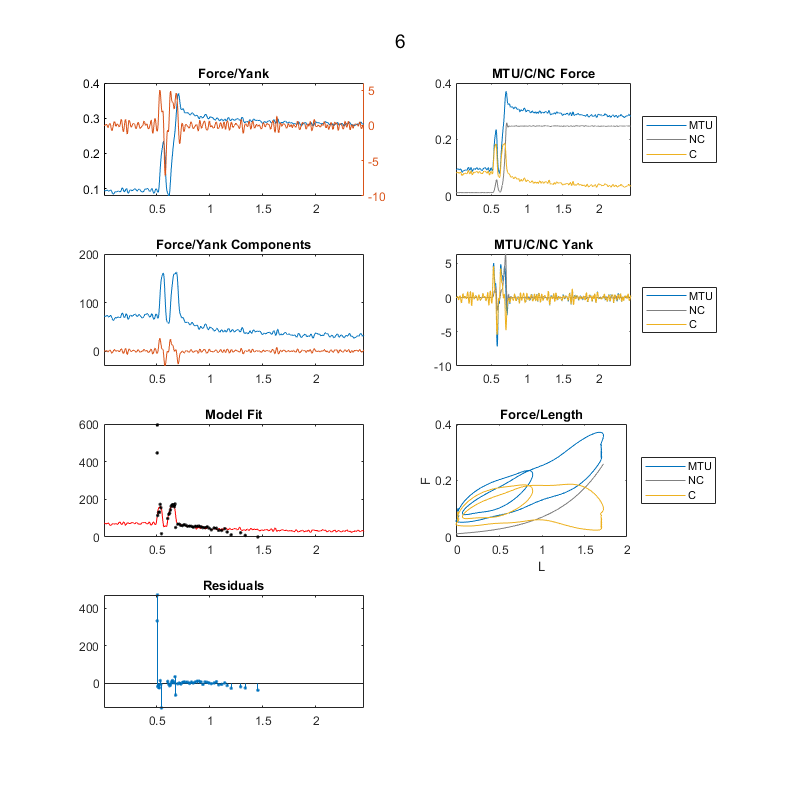 6
Force/Yank
0.4
0.3
0.2
0.1
5
0
-5
-10
0.5 1 1.5 2
MTU/C/NC Force
0.4
0.2
0
0.5 1 1.5 2
MTU
NC
C
Force/Yank Components
200
100
0
0.5 1 1.5 2
MTU/C/NC Yank
5
0
-5
-10
0.5 1 1.5 2
MTU
NC
C
Model Fit
600
400
200
0
0.5 1 1.5 2
Force/Length
F
0.4
0.2
0
0 0.5 1 1.5 2
L
MTU
NC
C
Residuals
400
200
0
0.5 1 1.5 2